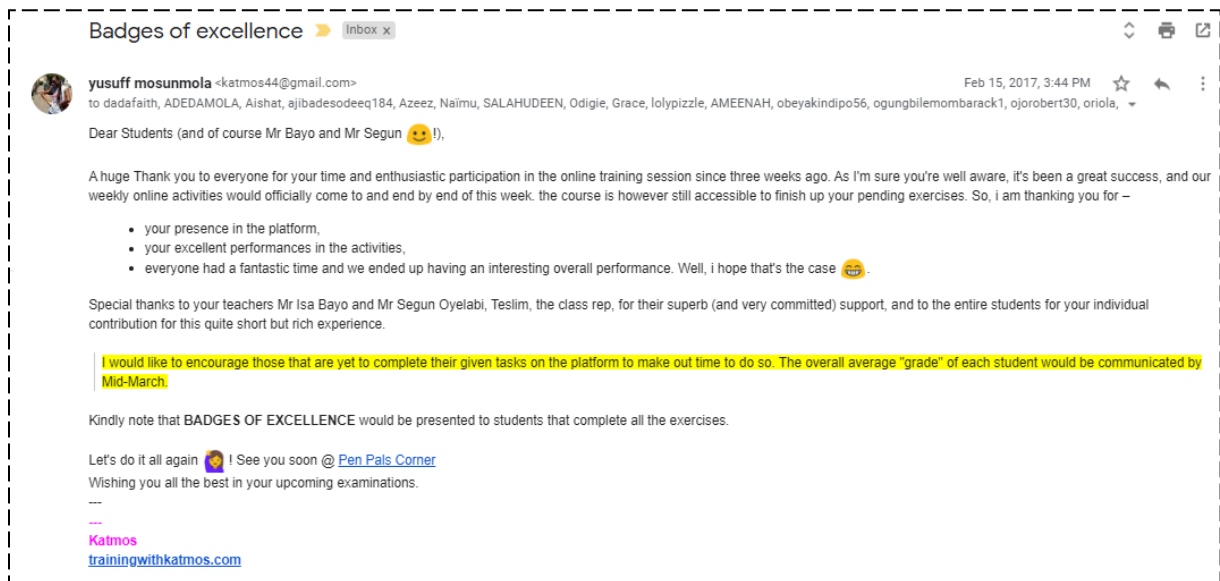 Badges of excellence Inbox x
yusuff mosunmola <katmos44@gmail.com> Feb 15, 2017, 3:44 PM
to dadafaith, ADEDAMOLA, Aishat, ajibadesodeeq184, Azeez, Naïmu, SALAHUDEEN, Odigie, Grace, lolypizzle, AMEENAH, obeyakindipo56, ogungbilemombarack1, ojorobert30, oriola,
Dear Students (and of course Mr Bayo and Mr Segun 🙂!),
A huge Thank you to everyone for your time and enthusiastic participation in the online training session since three weeks ago. As I'm sure you're well aware, it's been a great success, and our
weekly online activities would officially come to and end by end of this week. the course is however still accessible to finish up your pending exercises. So, i am thanking you for –
• your presence in the platform,
• your excellent performances in the activities,
• everyone had a fantastic time and we ended up having an interesting overall performance. Well, i hope that's the case 😁.
Special thanks to your teachers Mr Isa Bayo and Mr Segun Oyelabi, Teslim, the class rep, for their superb (and very committed) support, and to the entire students for your individual
contribution for this quite short but rich experience.
I would like to encourage those that are yet to complete their given tasks on the platform to make out time to do so. The overall average "grade" of each student would be communicated by
Mid-March.
Kindly note that BADGES OF EXCELLENCE would be presented to students that complete all the exercises.
Let's do it all again 🙋 ! See you soon @ Pen Pals Corner
Wishing you all the best in your upcoming examinations.
---
---
Katmos
trainingwithkatmos.com